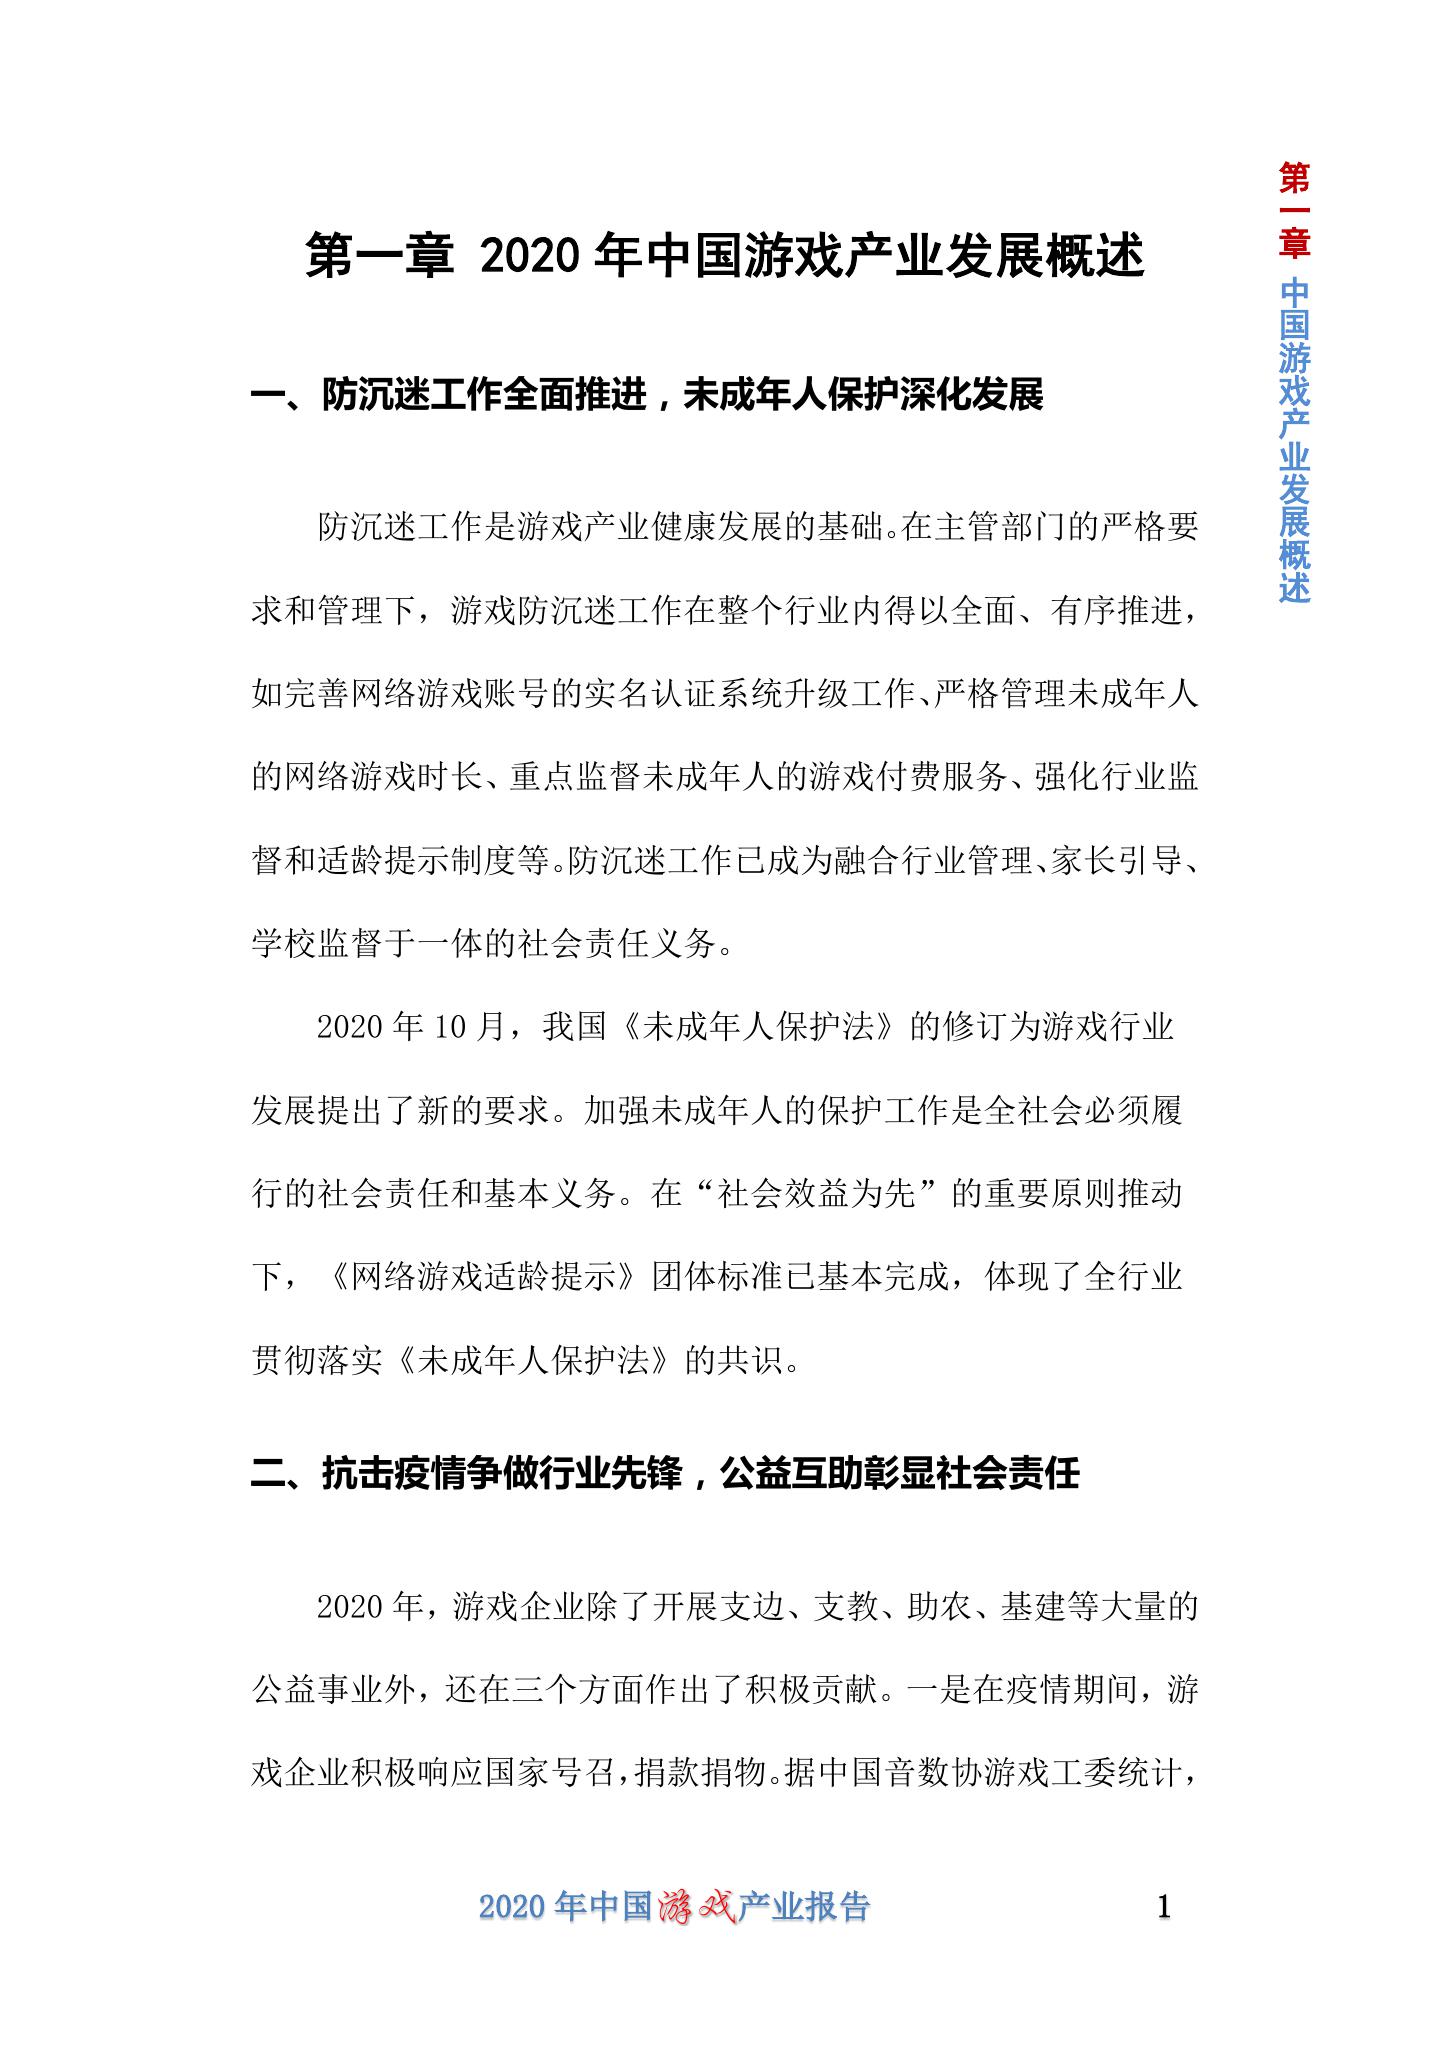 第一章 2020 年中国游戏产业发展概述
一、防沉迷工作全面推进，未成年人保护深化发展
防沉迷工作是游戏产业健康发展的基础。在主管部门的严格要
求和管理下，游戏防沉迷工作在整个行业内得以全面、有序推进，
如完善网络游戏账号的实名认证系统升级工作、严格管理未成年人
的网络游戏时长、重点监督未成年人的游戏付费服务、强化行业监
督和适龄提示制度等。防沉迷工作已成为融合行业管理、家长引导、
学校监督于一体的社会责任义务。
2020 年 10 月，我国《未成年人保护法》的修订为游戏行业
发展提出了新的要求。加强未成年人的保护工作是全社会必须履
行的社会责任和基本义务。在“社会效益为先”的重要原则推动
下，《网络游戏适龄提示》团体标准已基本完成，体现了全行业
贯彻落实《未成年人保护法》的共识。
二、抗击疫情争做行业先锋，公益互助彰显社会责任
2020 年，游戏企业除了开展支边、支教、助农、基建等大量的
公益事业外，还在三个方面作出了积极贡献。一是在疫情期间，游
戏企业积极响应国家号召，捐款捐物。据中国音数协游戏工委统计，
第一章 中国游戏产业发展概述
2020 年中国游戏产业报告
1